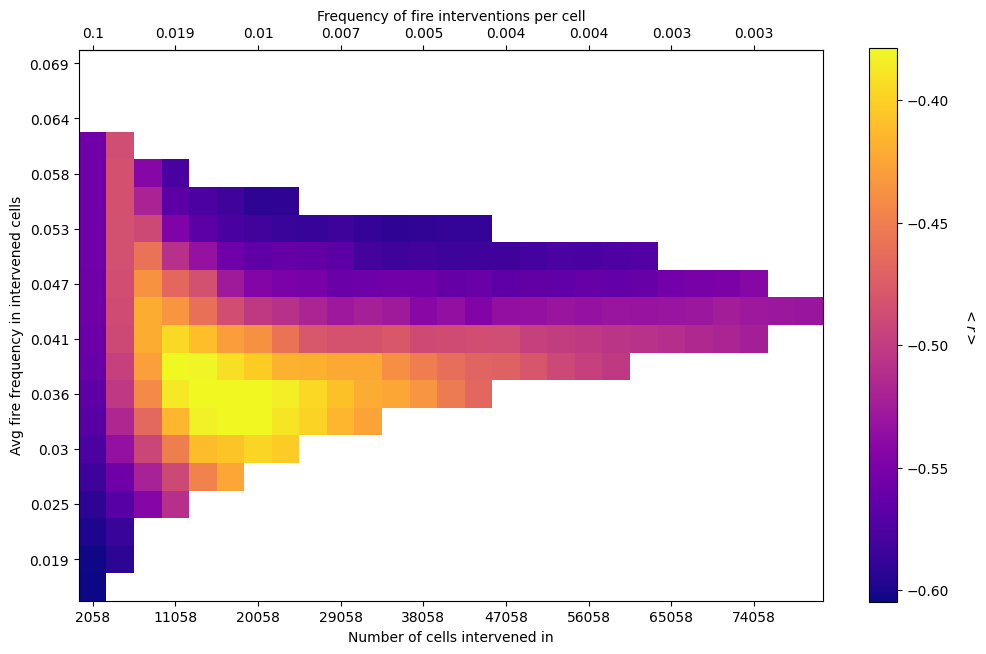 Frequency of fire interventions per cell
0.1 0.019 0.01 0.007 0.005 0.004 0.004 0.003 0.003
Avg fire frequency in intervened cells
0.069
0.064
0.058
0.053
0.047
0.041
0.036
0.03
0.025
0.019
2058 11058 20058 29058 38058 47058 56058 65058 74058
Number of cells intervened in
−0.40
−0.45
−0.50
−0.55
−0.60
< r >